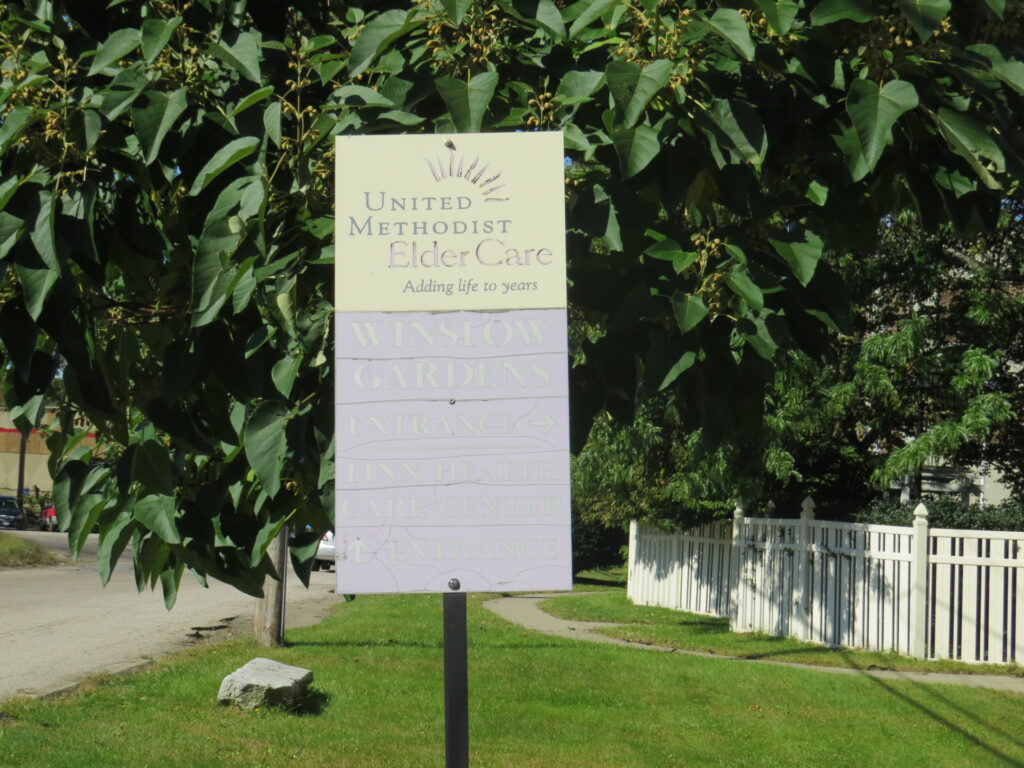 UNITED
METHODIST
Elder Care
Adding life to years
WINSLOW
GARDENS
ENTRANCE →
LINN HEALTH
CARE CENTER
↑ ENTRANCE